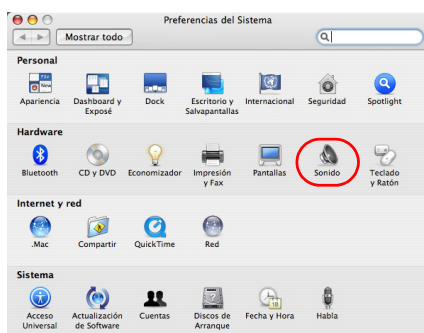 Preferencias del Sistema
Mostrar todo
Personal
Apariencia
Dashboard y
Exposé
Dock
Escritorio y
Salvapantallas
Internacional
Seguridad
Spotlight
Hardware
Bluetooth
CD y DVD
Economizador
Impresión
y Fax
Pantallas
Sonido
Teclado
y Ratón
Internet y red
.Mac
Compartir
QuickTime
Red
Sistema
Acceso
Universal
Actualización
de Software
Cuentas
Discos de
Arranque
Fecha y Hora
Habla